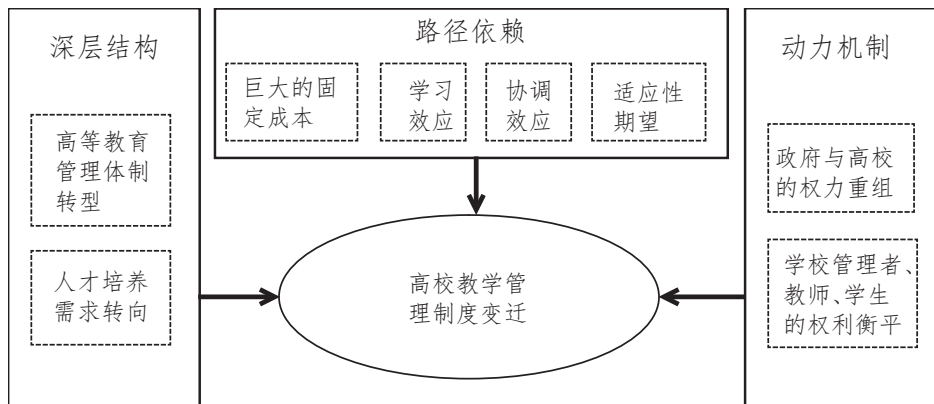 深层结构
高等教育
管理体制
转型
人才培养
需求转向
路径依赖
巨大的固
定成本
学习
效应
协调
效应
适应性
期望
高校教学管
理制度变迁
动力机制
政府与高校
的权力重组
学校管理者、
教师、学生
的权利衡平